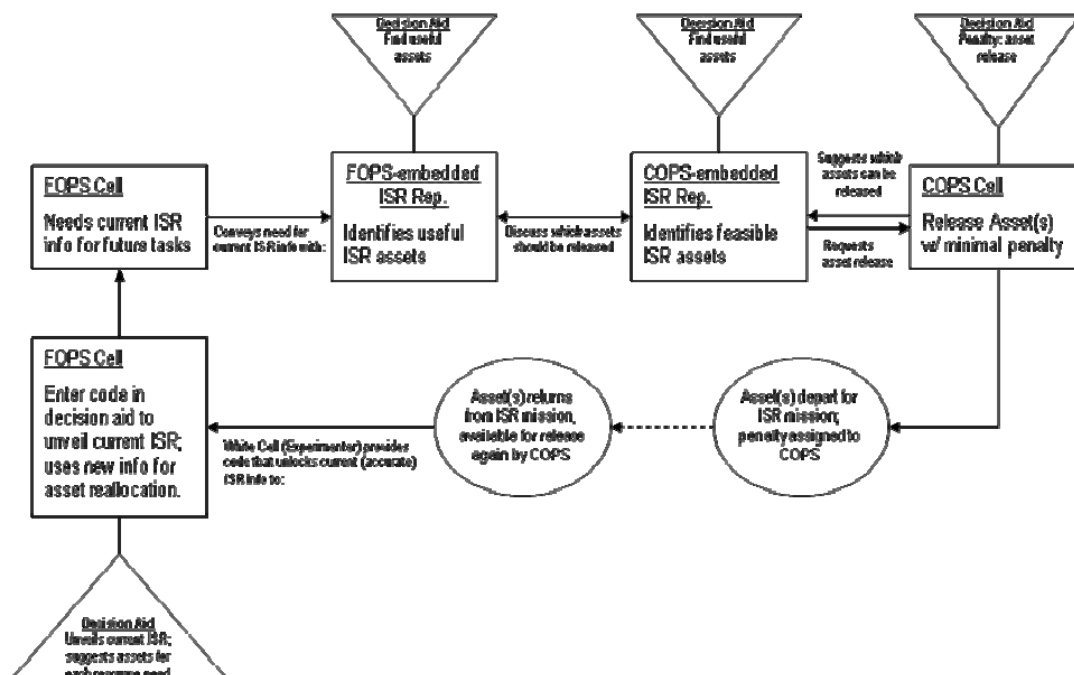 Decision Aid
Find useful
assets
Decision Aid
Find useful
assets
Decision Aid
Penalty: asset
release
FOPS Cell
Needs current ISR
info for future tasks
Conveys need for
current ISR info with:
FOPS-embedded
ISR Rep.
Identifies useful
ISR assets
Discuss which assets
should be released
COPS-embedded
ISR Rep.
Identifies feasible
ISR assets
Suggests which
assets can be
released
Requests
asset release
COPS Cell
Release Asset(s)
w/ minimal penalty
FOPS Cell
Enter code in
decision aid to
unveil current ISR;
uses new info for
asset reallocation.
White Cell (Experimenter) provides
code that unlocks current (accurate)
ISR info to:
Asset(s) returns
from ISR mission,
available for release
again by COPS
Asset(s) depart for
ISR mission;
penalty assigned to
COPS
Decision Aid
Unveils current ISR;
suggests assets for
each resource need